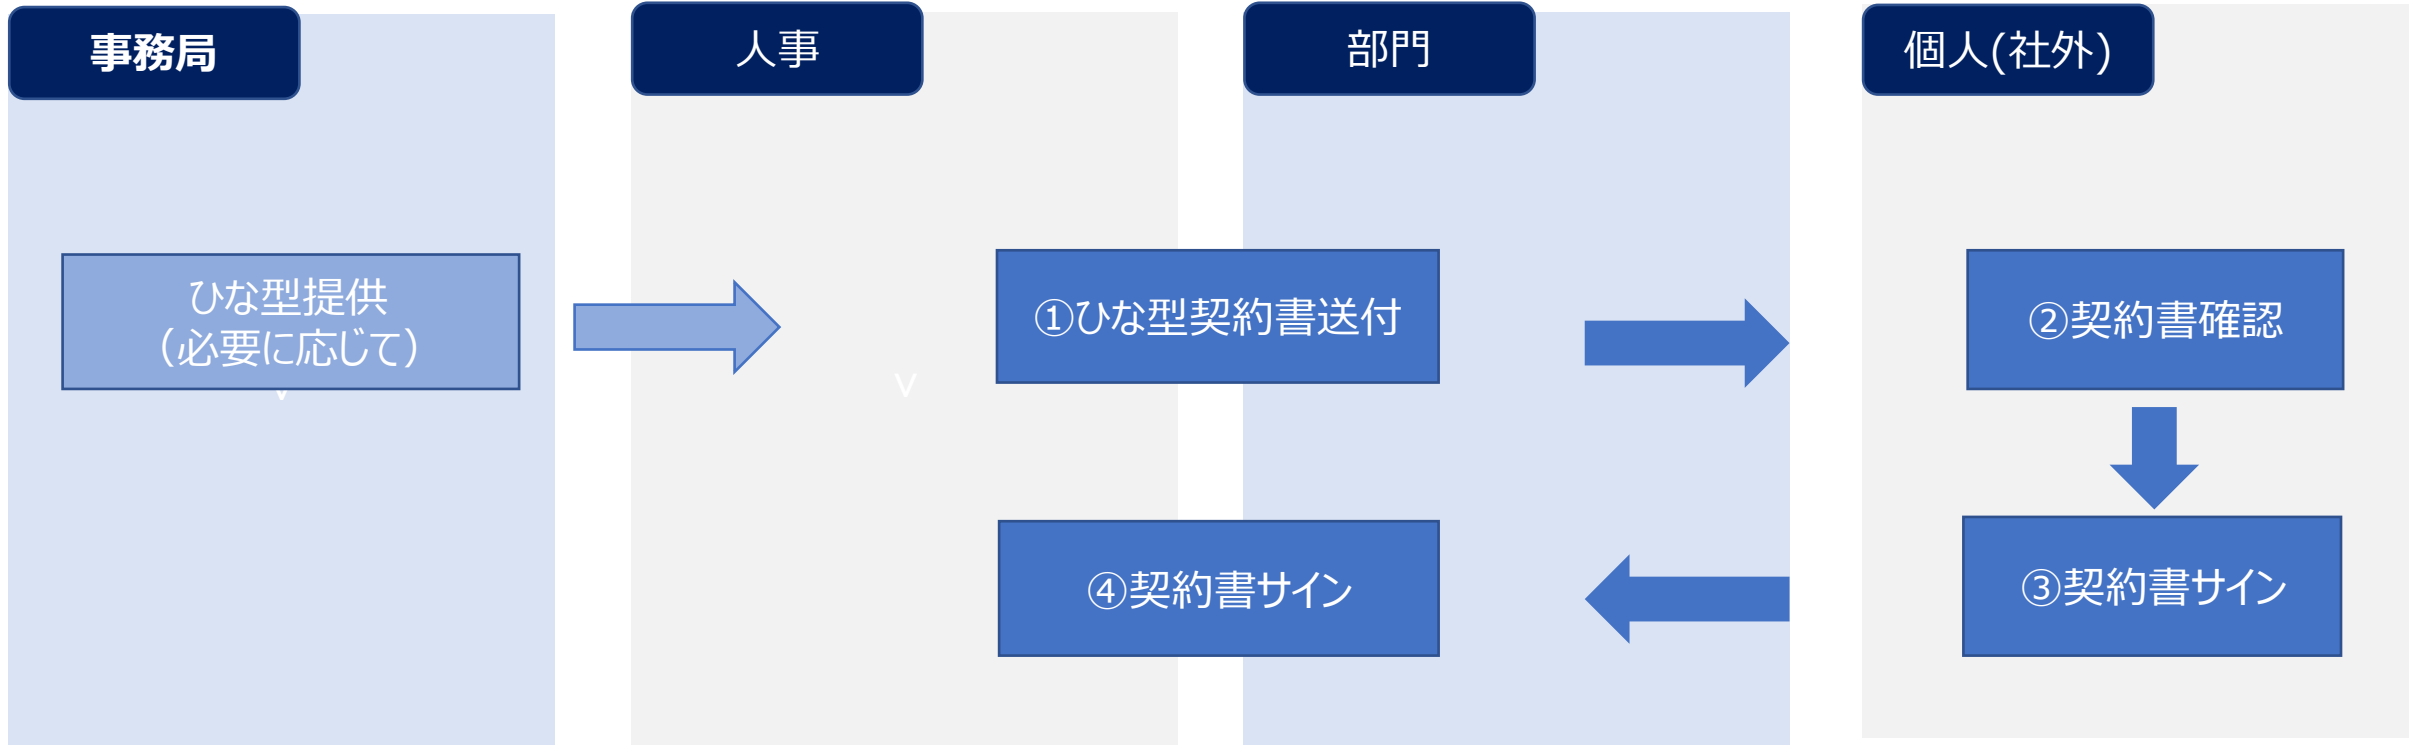 事務局
人事
部門
個人(社外)
ひな型提供
（必要に応じて）
①ひな型契約書送付
②契約書確認
v
v
④契約書サイン
③契約書サイン